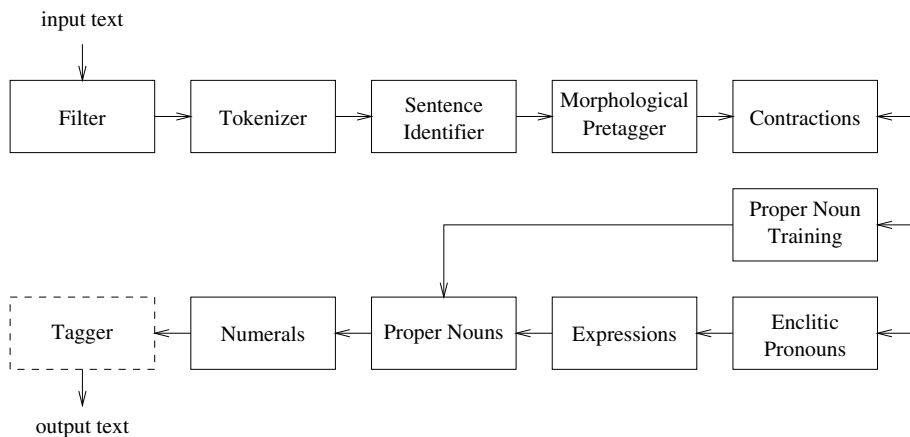 input text
Filter
Tokenizer
Sentence
Identifier
Morphological
Pretagger
Contractions
Proper Noun
Training
Tagger
Numerals
Proper Nouns
Expressions
Enclitic
Pronouns
output text